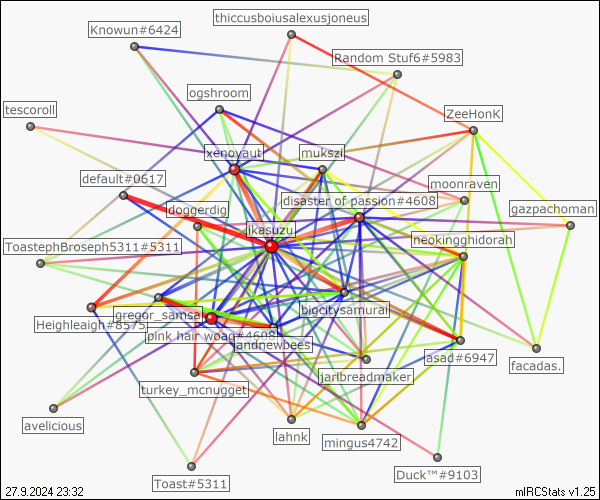 thiccusboiusalexusjoneus
Knowun#6424
Random Stuf6#5983
ogshroom
tescoroll
ZeeHonK
xenoyaut
mukszi
default#0617
moonraven
disaster of passion#4608
doggerdig
gazpachoman
ikasuzu
neokingghidorah
ToastephBroseph5311#5311
bigcitysamurai
gregor_samsa
Heighleigh#8575
pink hair woag#4608
andnewbees
asad#6947
facadas.
jarlbreadmaker
turkey_mcnugget
avelicious
lahnk
mingus4742
Duck™#9103
Toast#5311
27.9.2024 23:32
mIRCStats v1.25